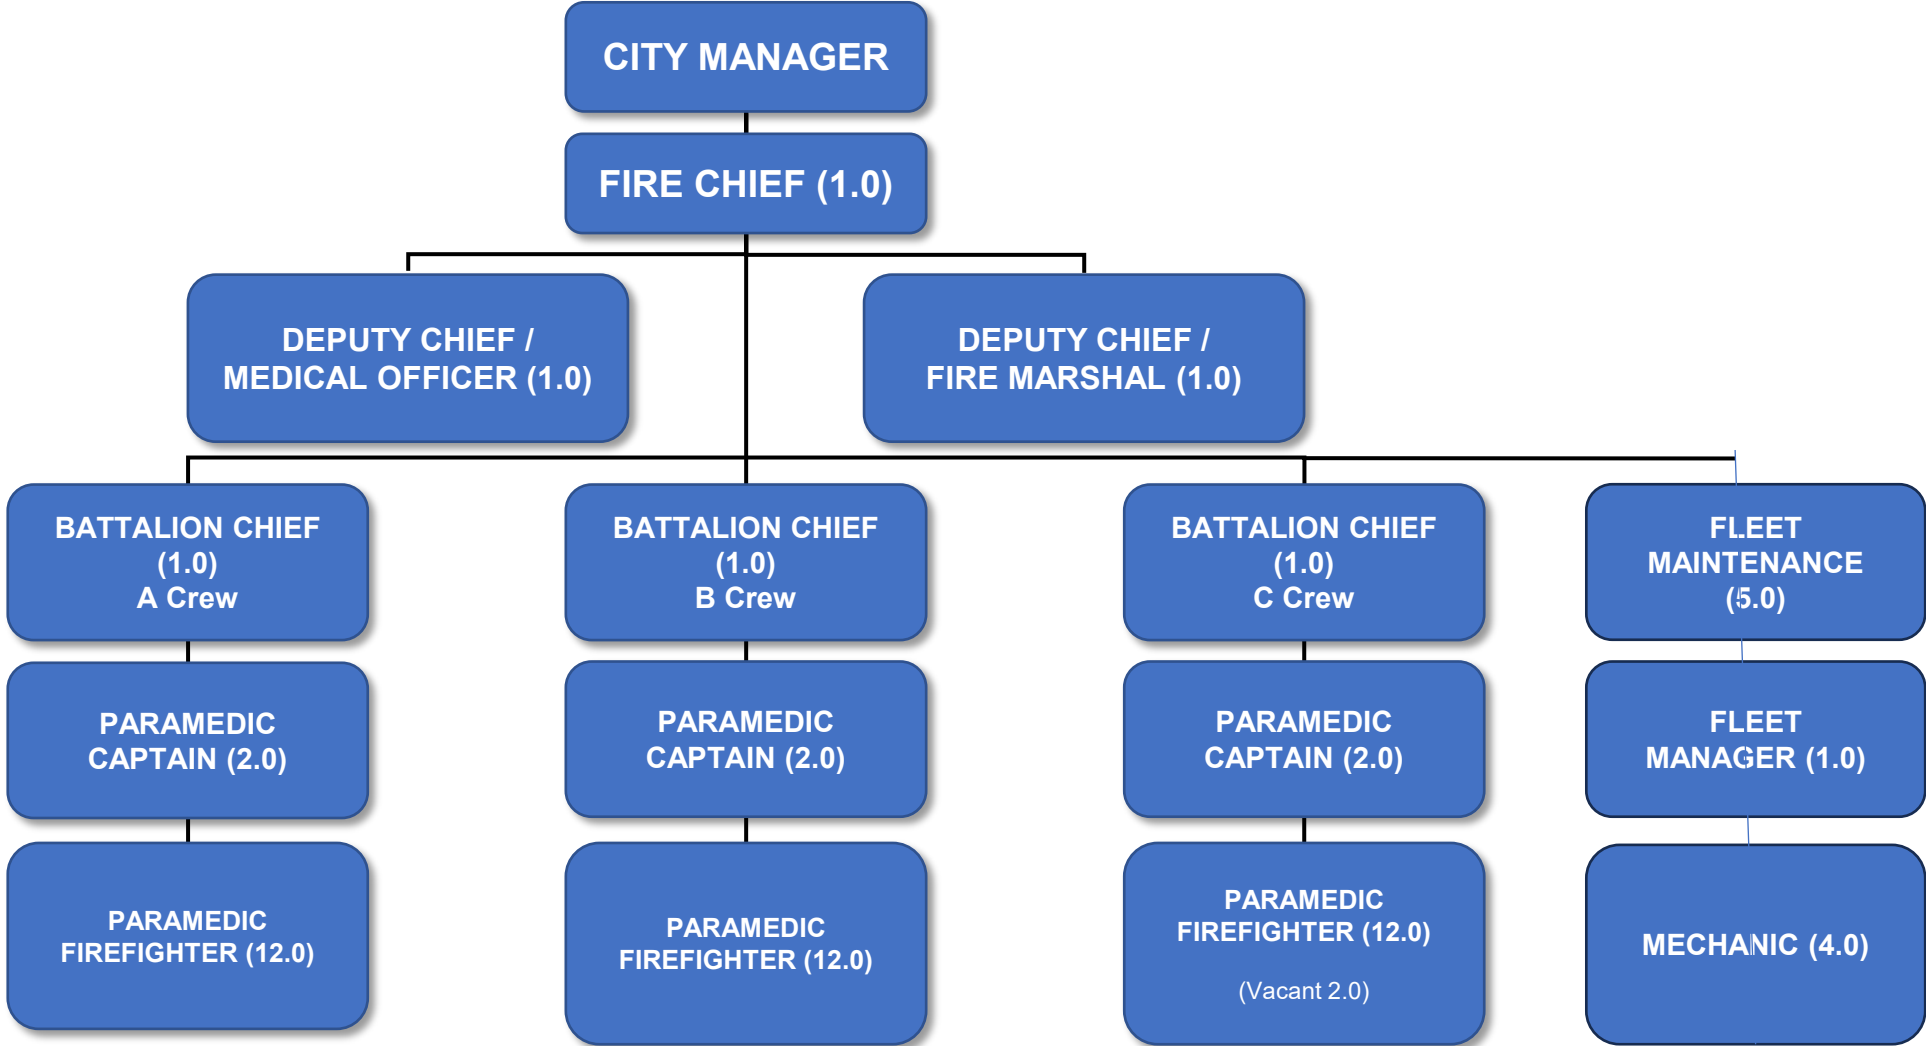 CITY MANAGER
FIRE CHIEF (1.0)
DEPUTY CHIEF /
MEDICAL OFFICER (1.0)
DEPUTY CHIEF /
FIRE MARSHAL (1.0)
BATTALION CHIEF
(1.0)
A Crew
BATTALION CHIEF
(1.0)
B Crew
BATTALION CHIEF
(1.0)
C Crew
FLEET
MAINTENANCE
(5.0)
PARAMEDIC
CAPTAIN (2.0)
PARAMEDIC
CAPTAIN (2.0)
PARAMEDIC
CAPTAIN (2.0)
FLEET
MANAGER (1.0)
PARAMEDIC
FIREFIGHTER (12.0)
PARAMEDIC
FIREFIGHTER (12.0)
PARAMEDIC
FIREFIGHTER (12.0)
(Vacant 2.0)
MECHANIC (4.0)